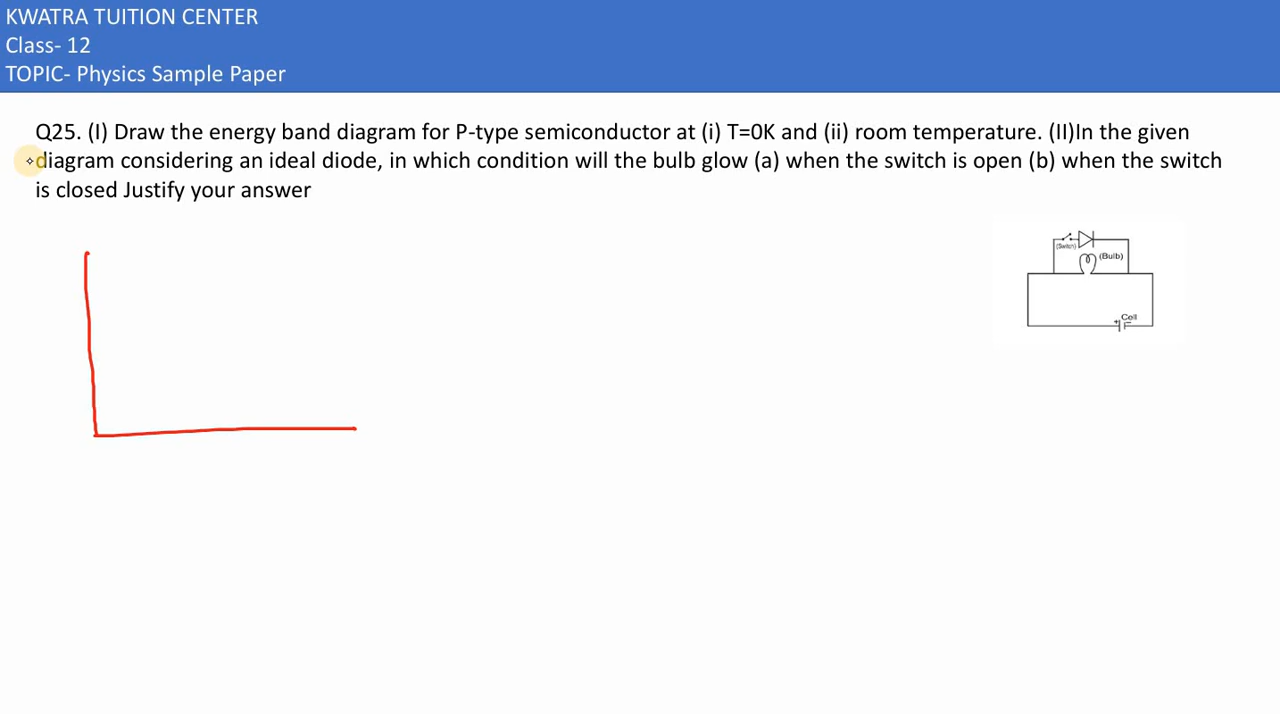 KWATRA TUITION CENTER
Class- 12
TOPIC- Physics Sample Paper
Q25. (I) Draw the energy band diagram for P-type semiconductor at (i) T=0K and (ii) room temperature. (II)In the given
diagram considering an ideal diode, in which condition will the bulb glow (a) when the switch is open (b) when the switch
is closed Justify your answer
(Switch)
(Bulb)
Cell
+